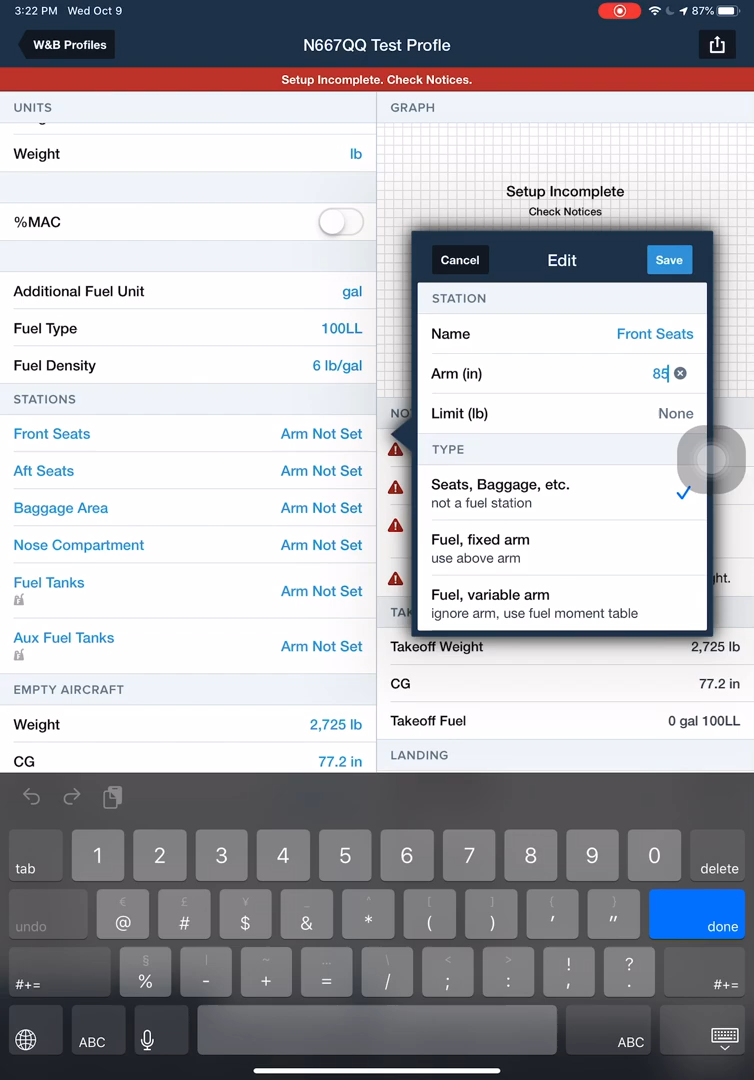 3:22 PM Wed Oct 9
87%
W&B Profiles
N667QQ Test Profle
Setup Incomplete. Check Notices.
UNITS
Weight lb
%MAC
Additional Fuel Unit gal
Fuel Type 100LL
Fuel Density 6 lb/gal
STATIONS
Front Seats Arm Not Set
Aft Seats Arm Not Set
Baggage Area Arm Not Set
Nose Compartment Arm Not Set
Fuel Tanks Arm Not Set
Aux Fuel Tanks Arm Not Set
EMPTY AIRCRAFT
Weight 2,725 lb
CG 77.2 in
GRAPH
Setup Incomplete
Check Notices
Cancel Edit Save
STATION
Name Front Seats
Arm (in) 85
Limit (lb) None
TYPE
Seats, Baggage, etc.
not a fuel station
Fuel, fixed arm
use above arm
Fuel, variable arm
ignore arm, use fuel moment table
Takeoff Weight 2,725 lb
CG 77.2 in
Takeoff Fuel 0 gal 100LL
LANDING
tab 1 2 3 4 5 6 7 8 9 0 delete
undo @ # $ & * ( ) ' " done
#+= % - + = / ; : ! , ? . #+=
ABC ABC